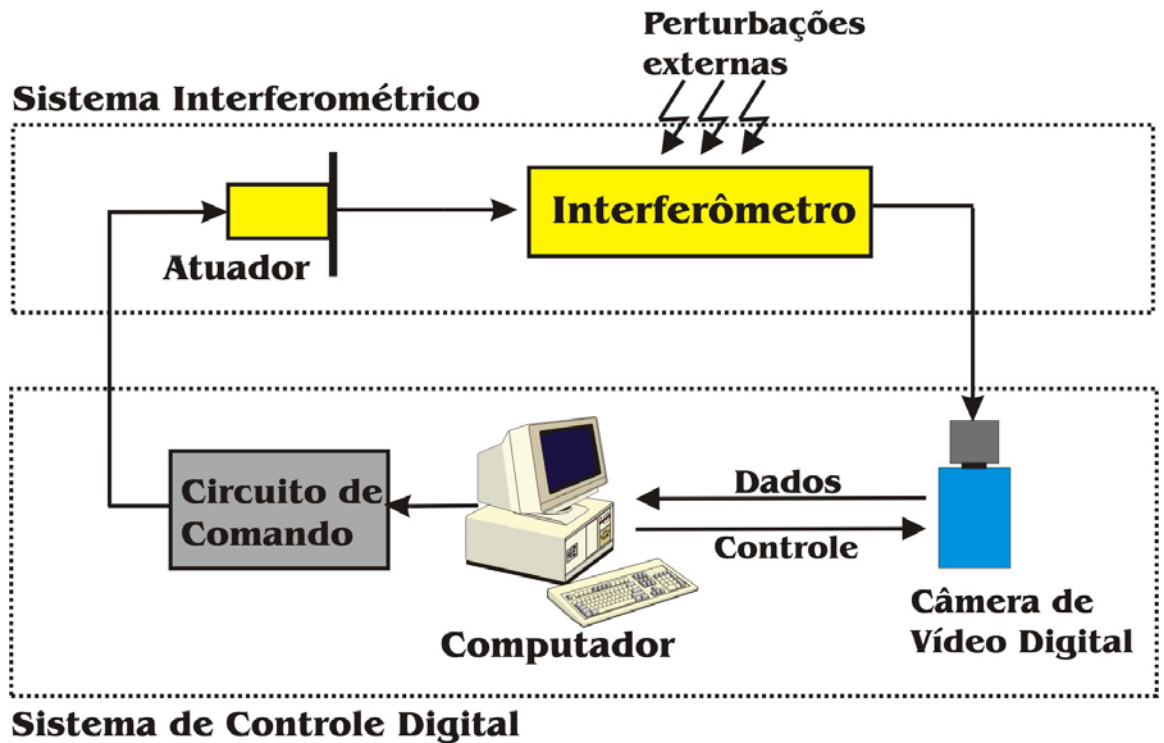 Perturbações
externas
Sistema Interferométrico
Interferômetro
Atuador
Circuito de
Comando
Dados
Controle
Computador
Câmera de
Vídeo Digital
Sistema de Controle Digital